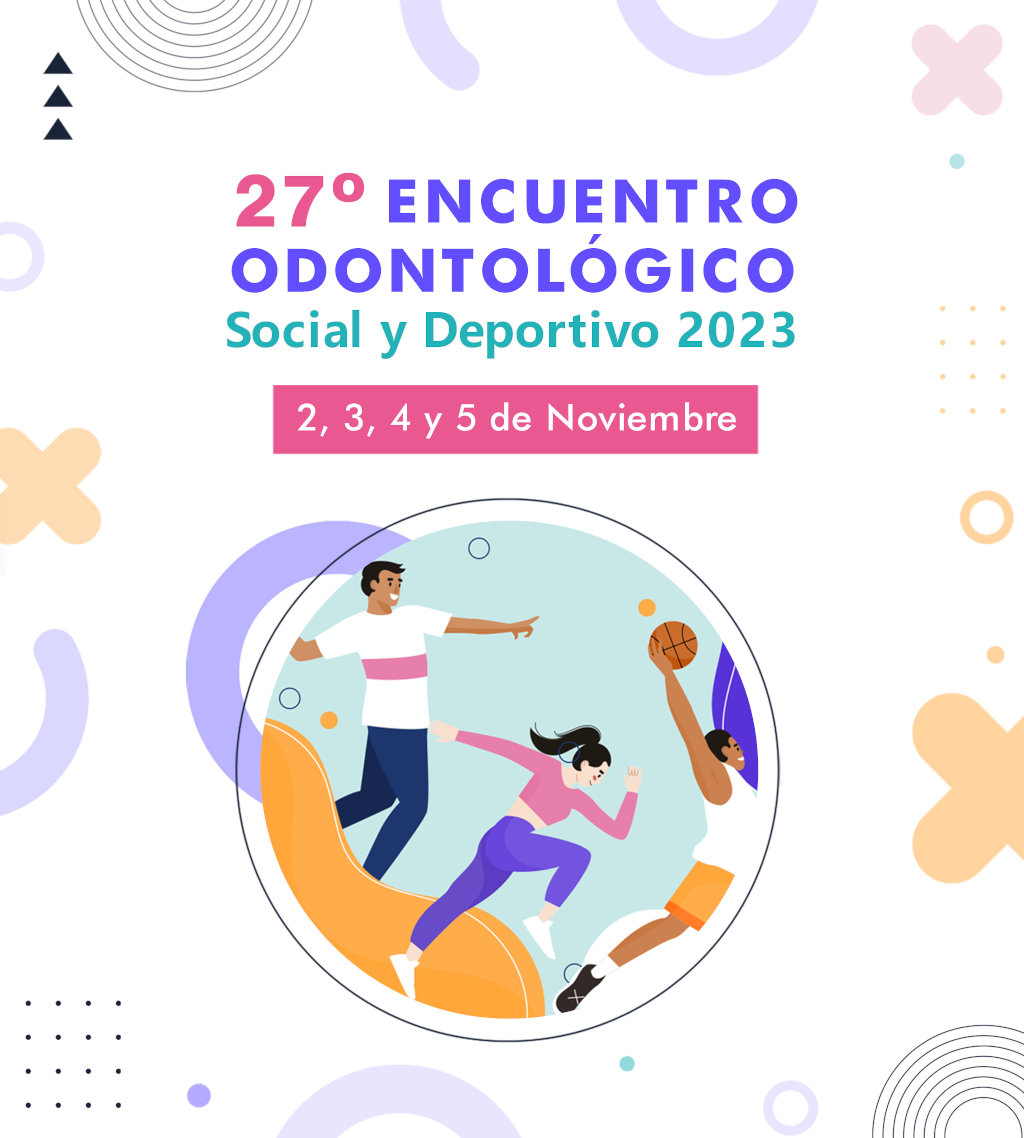 27º ENCUENTRO
ODONTOLÓGICO
Social y Deportivo 2023
2, 3, 4 y 5 de Noviembre